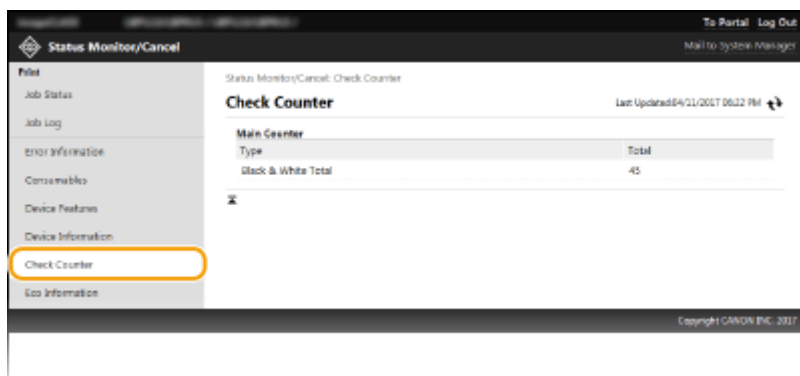 To Portal Log Out
Status Monitor/Cancel
Mail to System Manager
Print
Job Status
Job Log
Error Information
Consumables
Device Features
Device Information
Check Counter
Eco Information
Status Monitor/Cancel: Check Counter
Check Counter
Last Updated:04/11/2017 06:22 PM
Main Counter
Type Total
Black & White Total 45
Copyright CANON INC. 2017